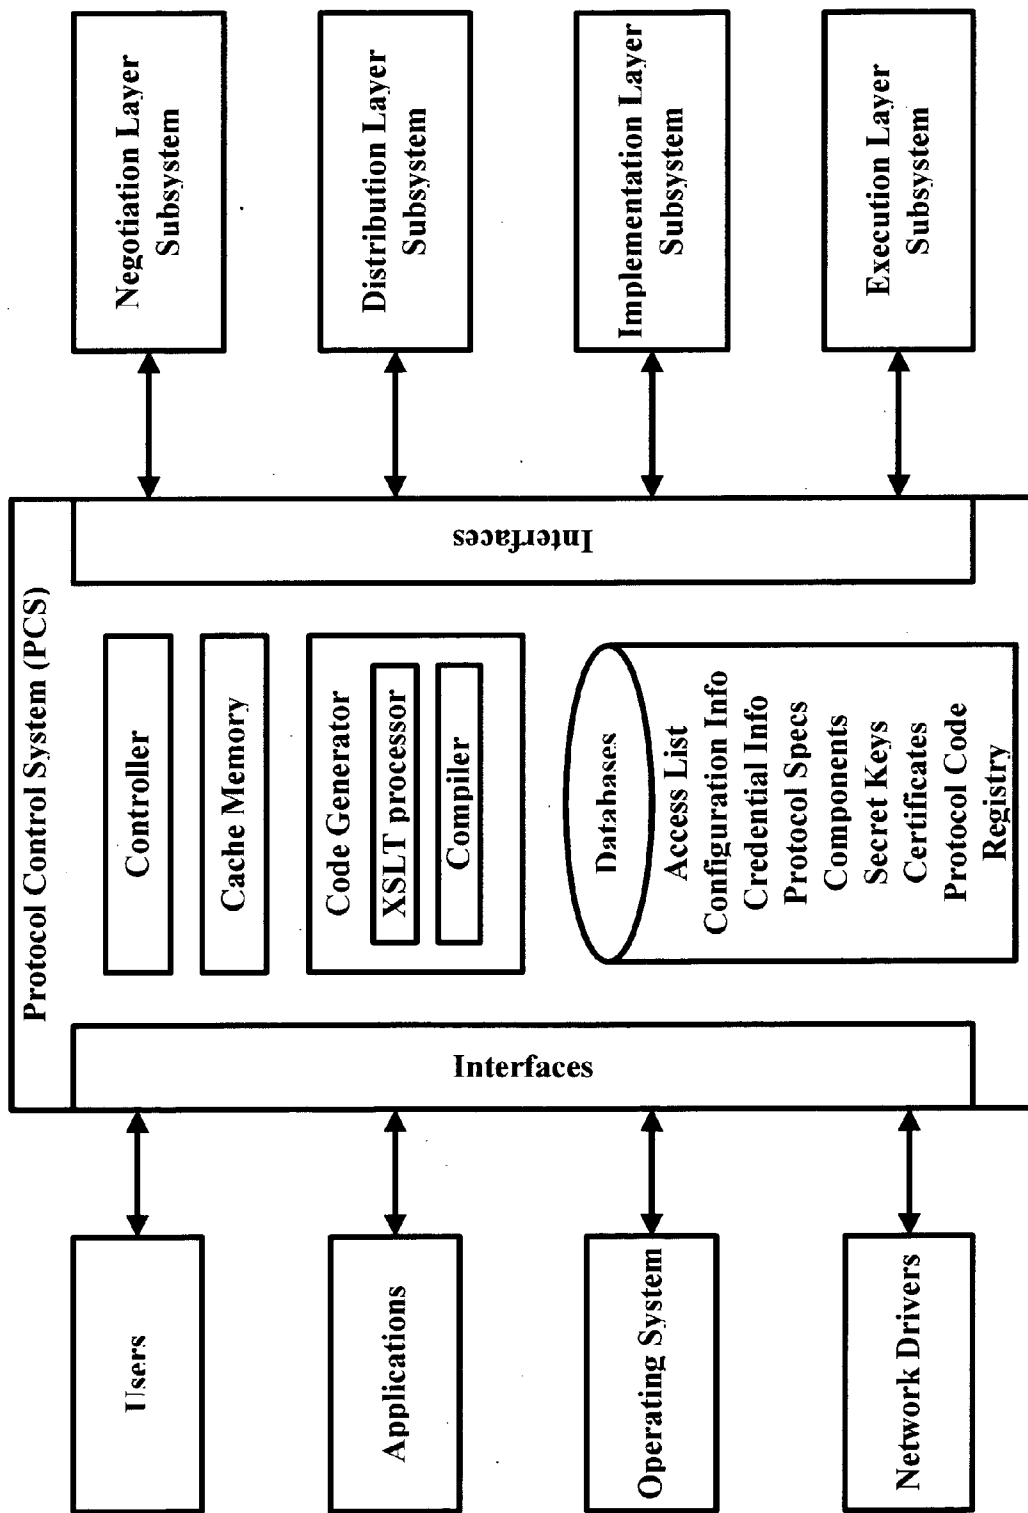 Protocol Control System (PCS)
Users
Applications
Operating System
Network Drivers
Interfaces
Controller
Cache Memory
Code Generator
XSLT processor
Compiler
Databases
Access List
Configuration Info
Credential Info
Protocol Specs
Components
Secret Keys
Certificates
Protocol Code
Registry
Interfaces
Negotiation Layer
Subsystem
Distribution Layer
Subsystem
Implementation Layer
Subsystem
Execution Layer
Subsystem